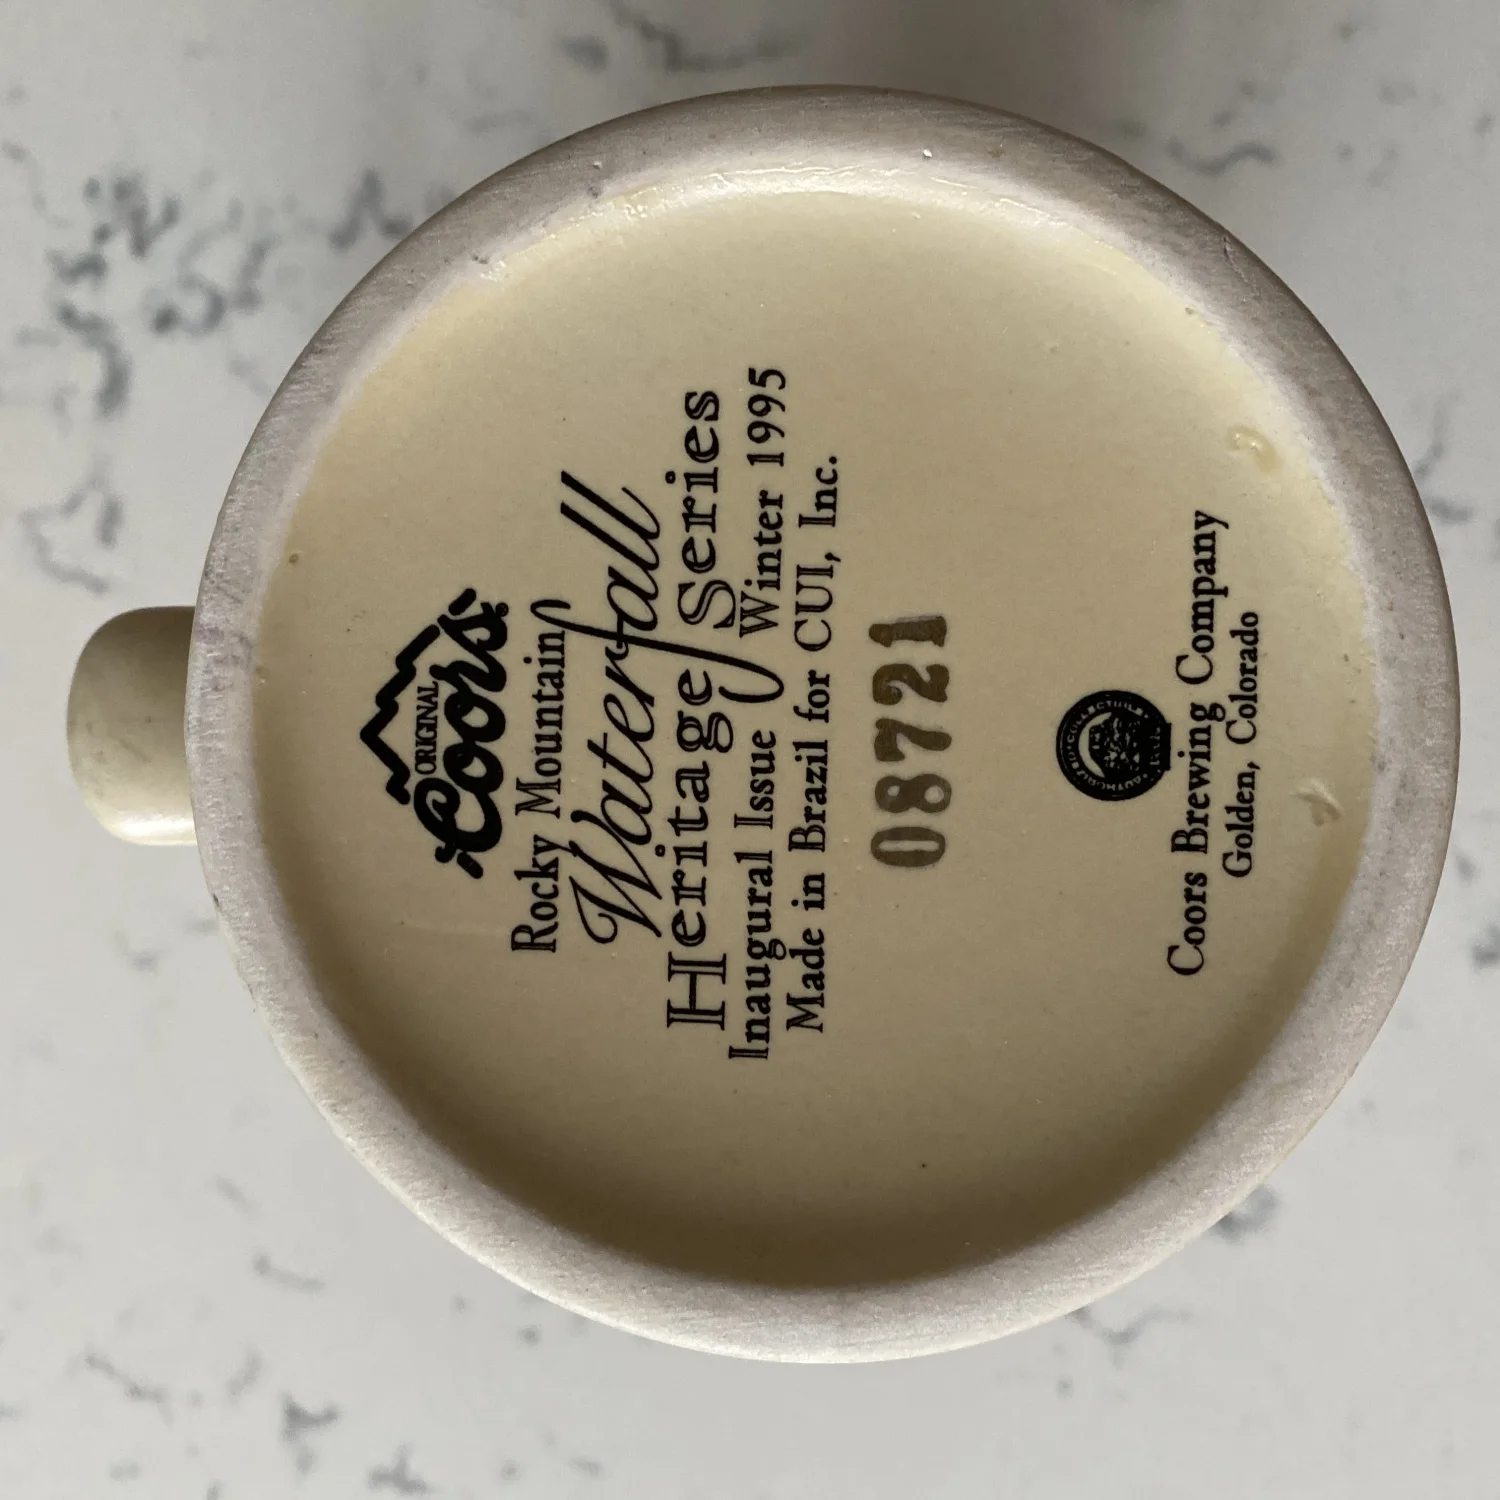 ORIGINAL
Coors
Rocky Mountain
Waterfall
Heritage Series
Inaugural Issue Winter 1995
Made in Brazil for CUI, Inc.
08721
Coors Brewing Company
Golden, Colorado